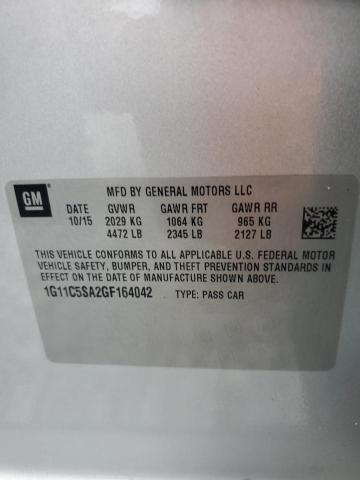 GM
MFD BY GENERAL MOTORS LLC
DATE GVWR GAWR FRT GAWR RR
10/15 2029 KG 1064 KG 965 KG
4472 LB 2345 LB 2127 LB
THIS VEHICLE CONFORMS TO ALL APPLICABLE U.S. FEDERAL MOTOR
VEHICLE SAFETY, BUMPER, AND THEFT PREVENTION STANDARDS IN
EFFECT ON THE DATE OF MANUFACTURE SHOWN ABOVE.
1G11C5SA2GF164042 TYPE: PASS CAR